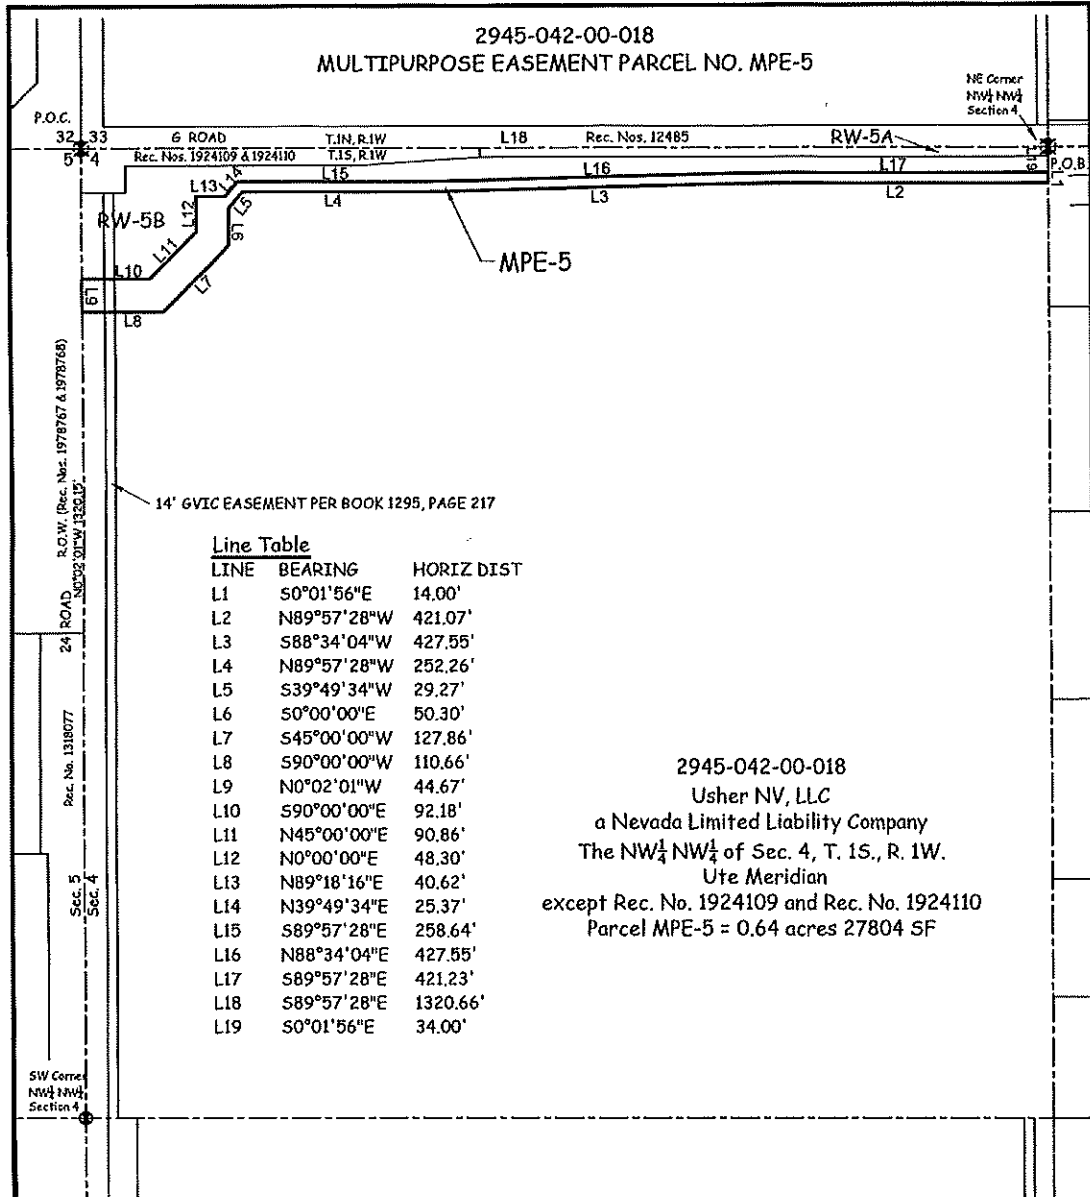 2945-042-00-018
MULTIPURPOSE EASEMENT PARCEL NO. MPE-5
NE Corner
NW¼ NW¼
Section 4
P.O.C.
32 33
5 4
G ROAD
T.1N, R.1W
L18
Rec. Nos. 12485
RW-5A
Rec. Nos. 1924109 & 1924110
T.1S, R.1W
L19
P.O.B.
L1
L15
L16
L17
L14
L13
L4
L3
L2
L5
L12
RW-5B
L6
L11
MPE-5
L10
L7
L9
L8
24 ROAD R.O.W. (Rec. Nos. 1978767 & 1978768)
N0°02'01"W 1320.15'
14' GVIC EASEMENT PER BOOK 1295, PAGE 217
Rec. No. 1318077
Sec. 5
Sec. 4
Line Table
LINE BEARING HORIZ DIST
L1 S0°01'56"E 14.00'
L2 N89°57'28"W 421.07'
L3 S88°34'04"W 427.55'
L4 N89°57'28"W 252.26'
L5 S39°49'34"W 29.27'
L6 S0°00'00"E 50.30'
L7 S45°00'00"W 127.86'
L8 S90°00'00"W 110.66'
L9 N0°02'01"W 44.67'
L10 S90°00'00"E 92.18'
L11 N45°00'00"E 90.86'
L12 N0°00'00"E 48.30'
L13 N89°18'16"E 40.62'
L14 N39°49'34"E 25.37'
L15 S89°57'28"E 258.64'
L16 N88°34'04"E 427.55'
L17 S89°57'28"E 421.23'
L18 S89°57'28"E 1320.66'
L19 S0°01'56"E 34.00'
2945-042-00-018
Usher NV, LLC
a Nevada Limited Liability Company
The NW¼ NW¼ of Sec. 4, T. 1S., R. 1W.
Ute Meridian
except Rec. No. 1924109 and Rec. No. 1924110
Parcel MPE-5 = 0.64 acres 27804 SF
SW Corner
NW¼ NW¼
Section 4